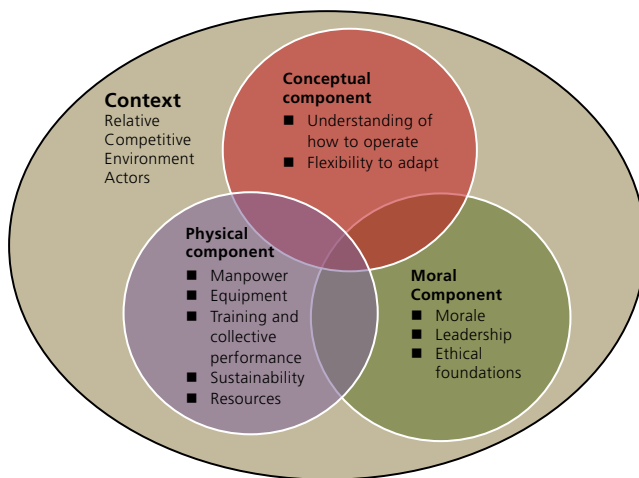 Context
Relative
Competitive
Environment
Actors
Conceptual
component
■ Understanding of
how to operate
■ Flexibility to adapt
Physical
component
■ Manpower
■ Equipment
■ Training and
collective
performance
■ Sustainability
■ Resources
Moral
Component
■ Morale
■ Leadership
■ Ethical
foundations